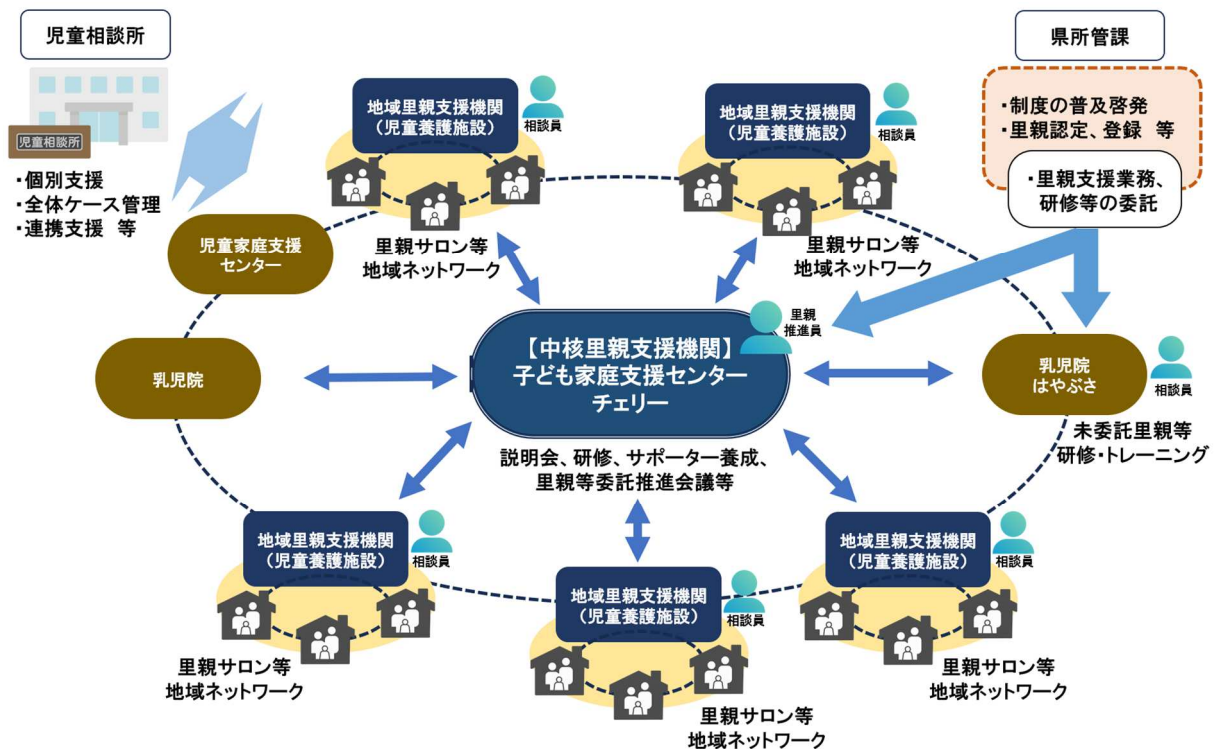 児童相談所
児童相談所
・個別支援
・全体ケース管理
・連携支援　等
県所管課
・制度の普及啓発
・里親認定、登録　等
・里親支援業務、
研修等の委託
地域里親支援機関
（児童養護施設）
相談員
里親サロン等
地域ネットワーク
地域里親支援機関
（児童養護施設）
相談員
里親サロン等
地域ネットワーク
児童家庭支援
センター
乳児院
里親
推進員
【中核里親支援機関】
子ども家庭支援センター
チェリー
説明会、研修、サポーター養成、
里親等委託推進会議等
乳児院
はやぶさ
相談員
未委託里親等
研修・トレーニング
地域里親支援機関
（児童養護施設）
相談員
里親サロン等
地域ネットワーク
地域里親支援機関
（児童養護施設）
相談員
里親サロン等
地域ネットワーク
地域里親支援機関
（児童養護施設）
相談員
里親サロン等
地域ネットワーク